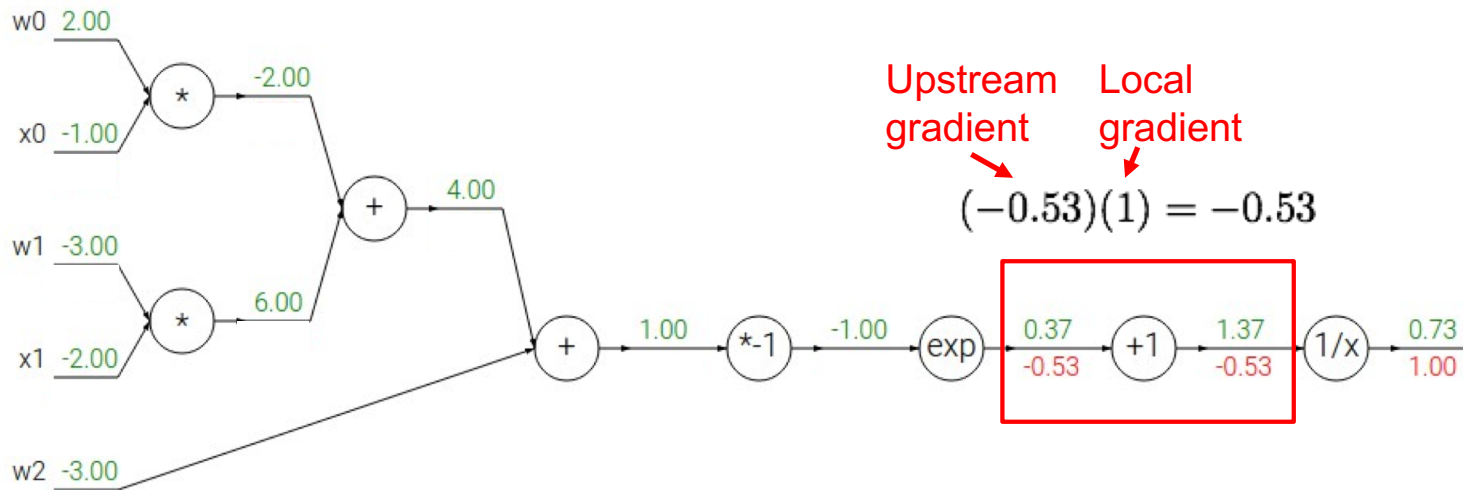 w0 2.00
-2.00
*
x0 -1.00
Upstream gradient
Local gradient
(−0.53)(1) = −0.53
4.00
+
w1 -3.00
6.00
*
x1 -2.00
+
1.00
*-1
-1.00
exp
0.37
-0.53
+1
1.37
-0.53
1/x
0.73
1.00
w2 -3.00